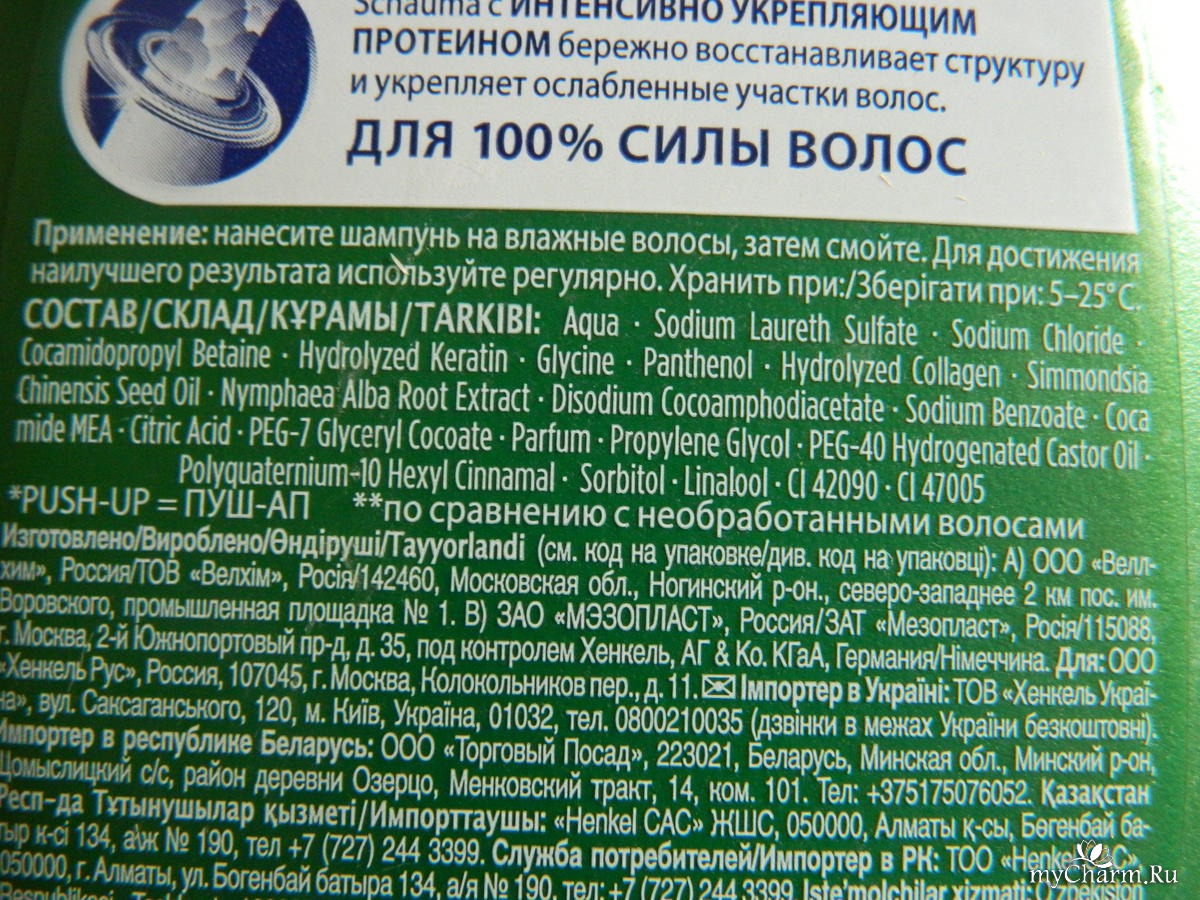 Schauma с ИНТЕНСИВНО УКРЕПЛЯЮЩИМ
ПРОТЕИНОМ бережно восстанавливает структуру
и укрепляет ослабленные участки волос.
ДЛЯ 100% СИЛЫ ВОЛОС
Применение: нанесите шампунь на влажные волосы, затем смойте. Для достижения
наилучшего результата используйте регулярно. Хранить при:/Зберігати при: 5–25°C.
СОСТАВ/СКЛАД/ҚҰРАМЫ/TARKIBI: Aqua · Sodium Laureth Sulfate · Sodium Chloride ·
Cocamidopropyl Betaine · Hydrolyzed Keratin · Glycine · Panthenol · Hydrolyzed Collagen · Simmondsia
Chinensis Seed Oil · Nymphaea Alba Root Extract · Disodium Cocoamphodiacetate · Sodium Benzoate · Coca
mide MEA · Citric Acid · PEG-7 Glyceryl Cocoate · Parfum · Propylene Glycol · PEG-40 Hydrogenated Castor Oil ·
Polyquaternium-10 Hexyl Cinnamal · Sorbitol · Linalool · CI 42090 · CI 47005
*PUSH-UP = ПУШ-АП **по сравнению с необработанными волосами
Изготовлено/Вироблено/Өндіруші/Tayyorlandi (см. код на упаковке/див. код на упаковці): А) ООО «Велл-
хим», Россия/ТОВ «Велхім», Росія/142460, Московская обл., Ногинский р-он., северо-западнее 2 км пос. им.
Воровского, промышленная площадка № 1. В) ЗАО «МЭЗОПЛАСТ», Россия/ЗАТ «Мезопласт», Росія/115088,
г. Москва, 2-й Южнопортовый пр-д, д. 35, под контролем Хенкель, АГ & Ко. КГаА, Германия/Німеччина. Для: ООО
«Хенкель Рус», Россия, 107045, г. Москва, Колокольников пер., д. 11. Імпортер в Україні: ТОВ «Хенкель Украї-
на», вул. Саксаганського, 120, м. Київ, Україна, 01032, тел. 0800210035 (дзвінки в межах України безкоштовні).
Импортер в республике Беларусь: ООО «Торговый Посад», 223021, Беларусь, Минская обл., Минский р-он,
Щомыслицкий с/с, район деревни Озерцо, Менковский тракт, 14, ком. 101. Тел: +375175076052. Қазақстан
Респ-да Тұтынушылар қызметі/Импорттаушы: «Henkel САС» ЖШС, 050000, Алматы қ-сы, Бөгенбай ба-
тыр к-сі 134, а/ж № 190, тел +7 (727) 244 3399. Служба потребителей/Импортер в РК: ТОО «Henkel САС»,
050000, г. Алматы, ул. Богенбай батыра 134, а/я № 190, тел.: +7 (727) 244 3399. Iste'molchilar xizmati: O'zbekiston
Respublikasi,
myCharm.Ru